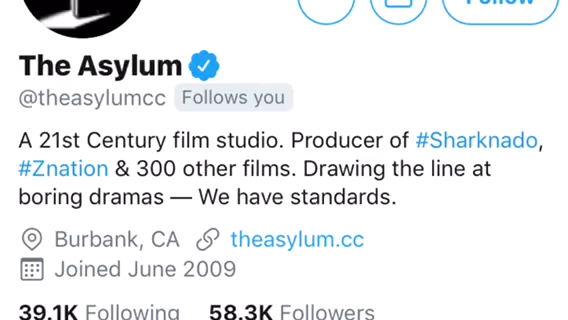 Follow
The Asylum
@theasylumcc Follows you
A 21st Century film studio. Producer of #Sharknado,
#Znation & 300 other films. Drawing the line at
boring dramas — We have standards.
Burbank, CA theasylum.cc
Joined June 2009
39.1K Following 58.3K Followers